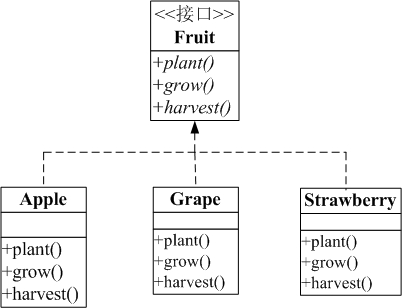 <<接口>>
Fruit
+plant()
+grow()
+harvest()
Apple
+plant()
+grow()
+harvest()
Grape
+plant()
+grow()
+harvest()
Strawberry
+plant()
+grow()
+harvest()